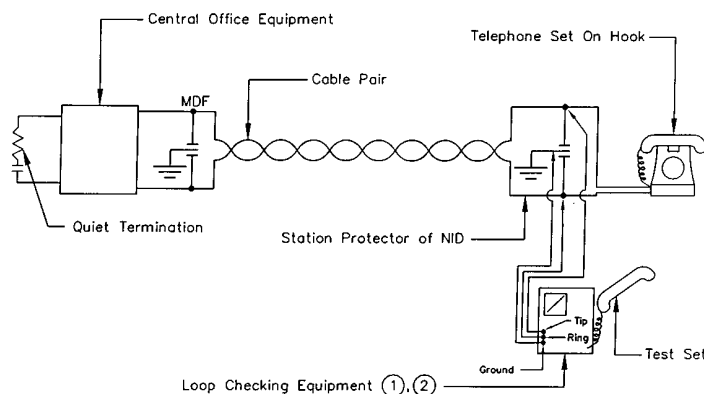 Central Office Equipment
Telephone Set On Hook
Cable Pair
MDF
Quiet Termination
Station Protector of NID
Tip
Ring
Ground
Test Set
Loop Checking Equipment 1, 2